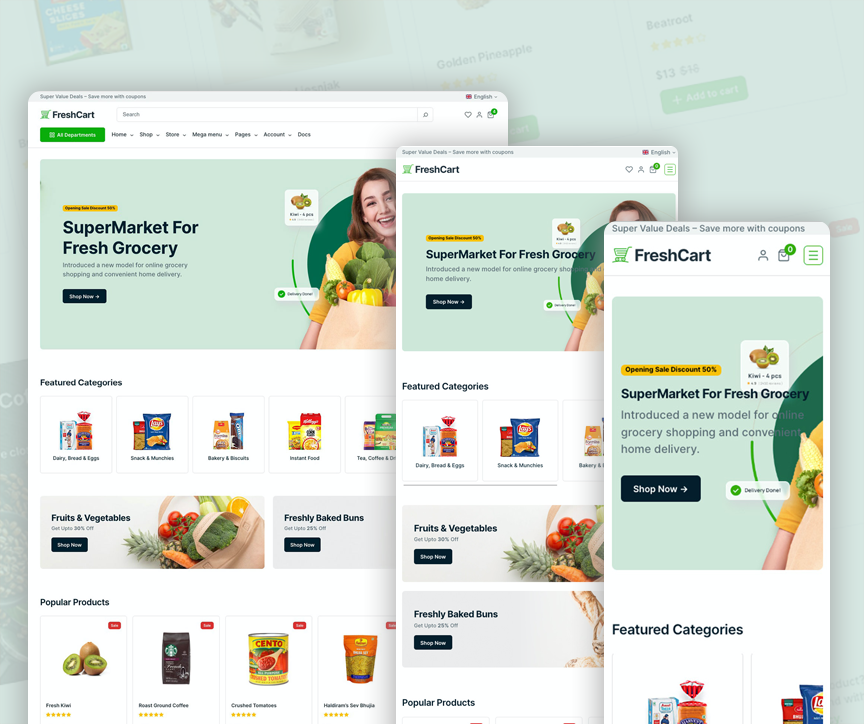 CHEESE
SLICES
Beatroot
Golden Pineapple
$13 $18
Add to cart
Super Value Deals – Save more with coupons
English
FreshCart
Search
0
All Departments
Home
Shop
Store
Mega menu
Pages
Account
Docs
Opening Sale Discount 50%
SuperMarket For
Fresh Grocery
Introduced a new model for online grocery
shopping and convenient home delivery.
Shop Now →
Kiwi - 4 pcs
Delivery Done!
Featured Categories
Dairy, Bread & Eggs
Snack & Munchies
Bakery & Biscuits
Instant Food
Tea, Coffee & D
Fruits & Vegetables
Get Upto 30% Off
Shop Now
Freshly Baked Buns
Get Upto 25% Off
Shop Now
Popular Products
Sale
Sale
Sale
CENTO
Fresh Kiwi
Roast Ground Coffee
Crushed Tomatoes
Haldiram's Sev Bhujia
Super Value Deals – Save more with coupons
English
FreshCart
0
Opening Sale Discount 50%
SuperMarket For Fresh Grocery
Introduced a new model for online grocery shopping and
home delivery.
Shop Now →
Kiwi - 4 pcs
Delivery Done!
Featured Categories
Lay's
Dairy, Bread & Eggs
Snack & Munchies
Bakery &
Fruits & Vegetables
Get Upto 30% Off
Shop Now
Freshly Baked Buns
Get Upto 25% Off
Shop Now
Popular Products
Super Value Deals – Save more with coupons
FreshCart
0
Opening Sale Discount 50%
Kiwi - 4 pcs
SuperMarket For Fresh Grocery
Introduced a new model for online
grocery shopping and convenient
home delivery.
Shop Now →
Delivery Done!
Featured Categories